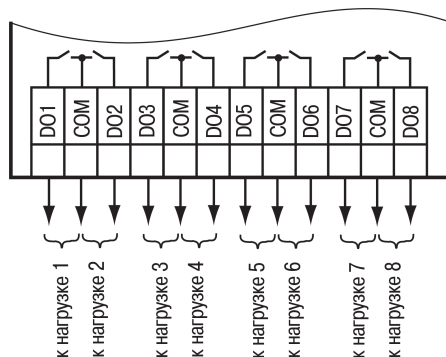 DO1
COM
DO2
DO3
COM
DO4
DO5
COM
DO6
DO7
COM
DO8
к нагрузке 1
к нагрузке 2
к нагрузке 3
к нагрузке 4
к нагрузке 5
к нагрузке 6
к нагрузке 7
к нагрузке 8